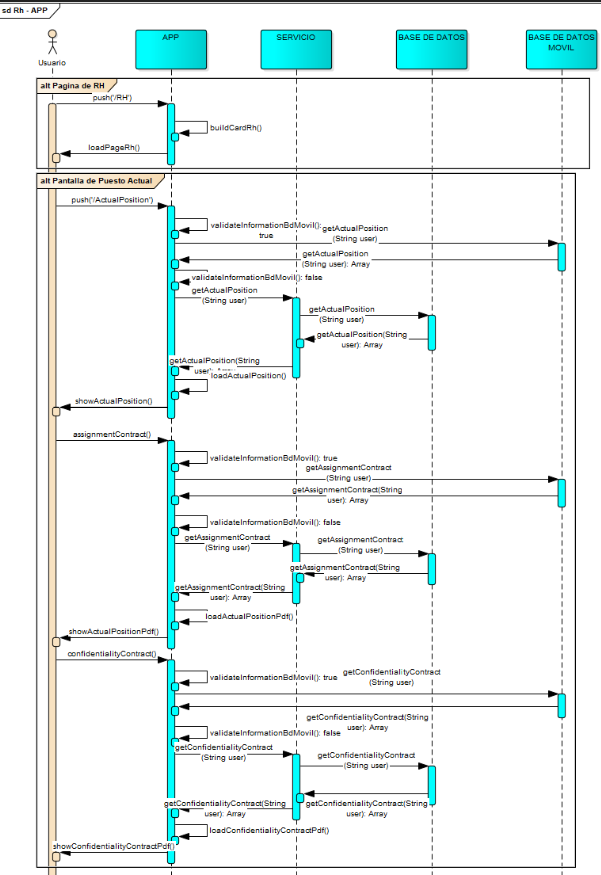 sd Rh - APP
Usuario
APP
SERVICIO
BASE DE DATOS
BASE DE DATOS
MOVIL
alt Pagina de RH
push('/RH')
buildCardRh()
loadPageRh()
alt Pantalla de Puesto Actual
push('/ActualPosition')
validateInformationBdMovil():
true
getActualPosition
(String user)
getActualPosition
(String user): Array
validateInformationBdMovil(): false
getActualPosition
(String user)
getActualPosition
(String user)
getActualPosition(String
user): Array
getActualPosition(String
user): Array
loadActualPosition()
showActualPosition()
assignmentContract()
validateInformationBdMovil(): true
getAssignmentContract
(String user)
getAssignmentContract(String
user): Array
validateInformationBdMovil(): false
getAssignmentContract
(String user)
getAssignmentContract
(String user)
getAssignmentContract(String
user): Array
getAssignmentContract(String
user): Array
loadActualPositionPdf()
showActualPositionPdf()
confidentialityContract()
validateInformationBdMovil(): true
getConfidentialityContract
(String user)
getConfidentialityContract(String
user): Array
validateInformationBdMovil(): false
getConfidentialityContract
(String user)
getConfidentialityContract
(String user)
getConfidentialityContract(String
user): Array
getConfidentialityContract(String
user): Array
loadConfidentialityContractPdf()
showConfidentialityContractPdf()